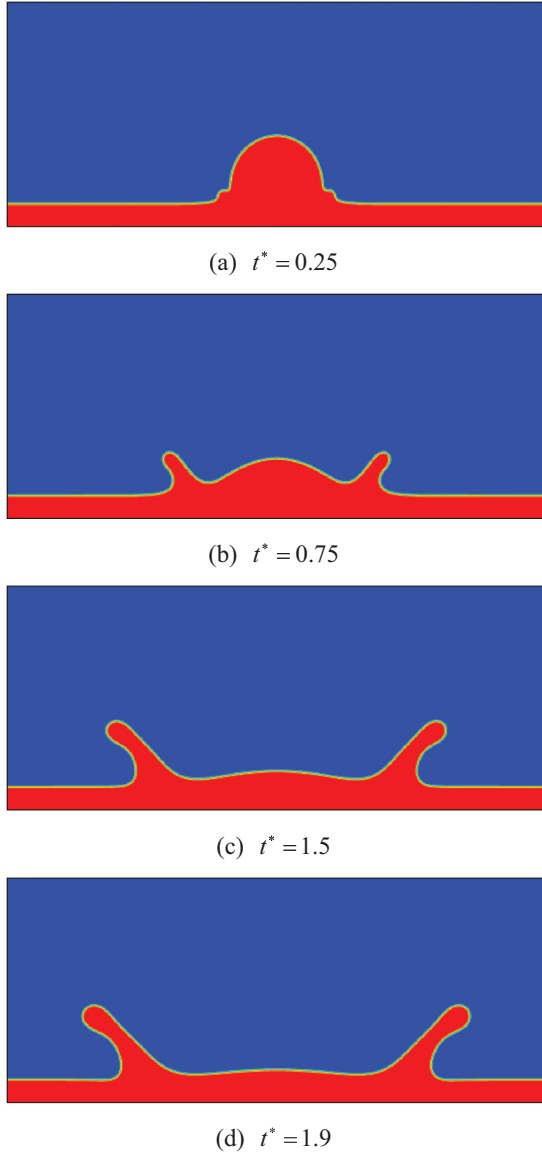 (a) t* = 0.25
(b) t* = 0.75
(c) t* = 1.5
(d) t* = 1.9